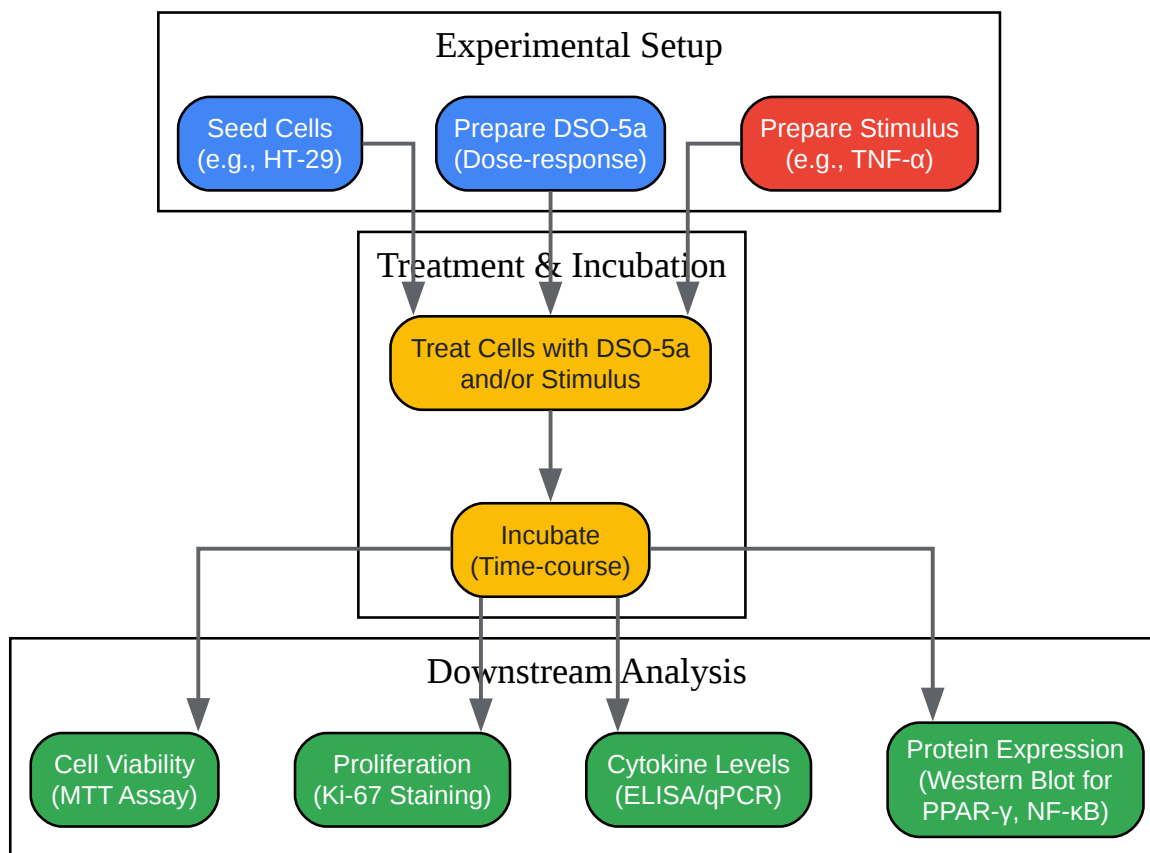 Experimental Setup
Seed Cells
(e.g., HT-29)
Prepare DSO-5a
(Dose-response)
Prepare Stimulus
(e.g., TNF-α)
Treatment & Incubation
Treat Cells with DSO-5a
and/or Stimulus
Incubate
(Time-course)
Downstream Analysis
Cell Viability
(MTT Assay)
Proliferation
(Ki-67 Staining)
Cytokine Levels
(ELISA/qPCR)
Protein Expression
(Western Blot for
PPAR-γ, NF-κB)